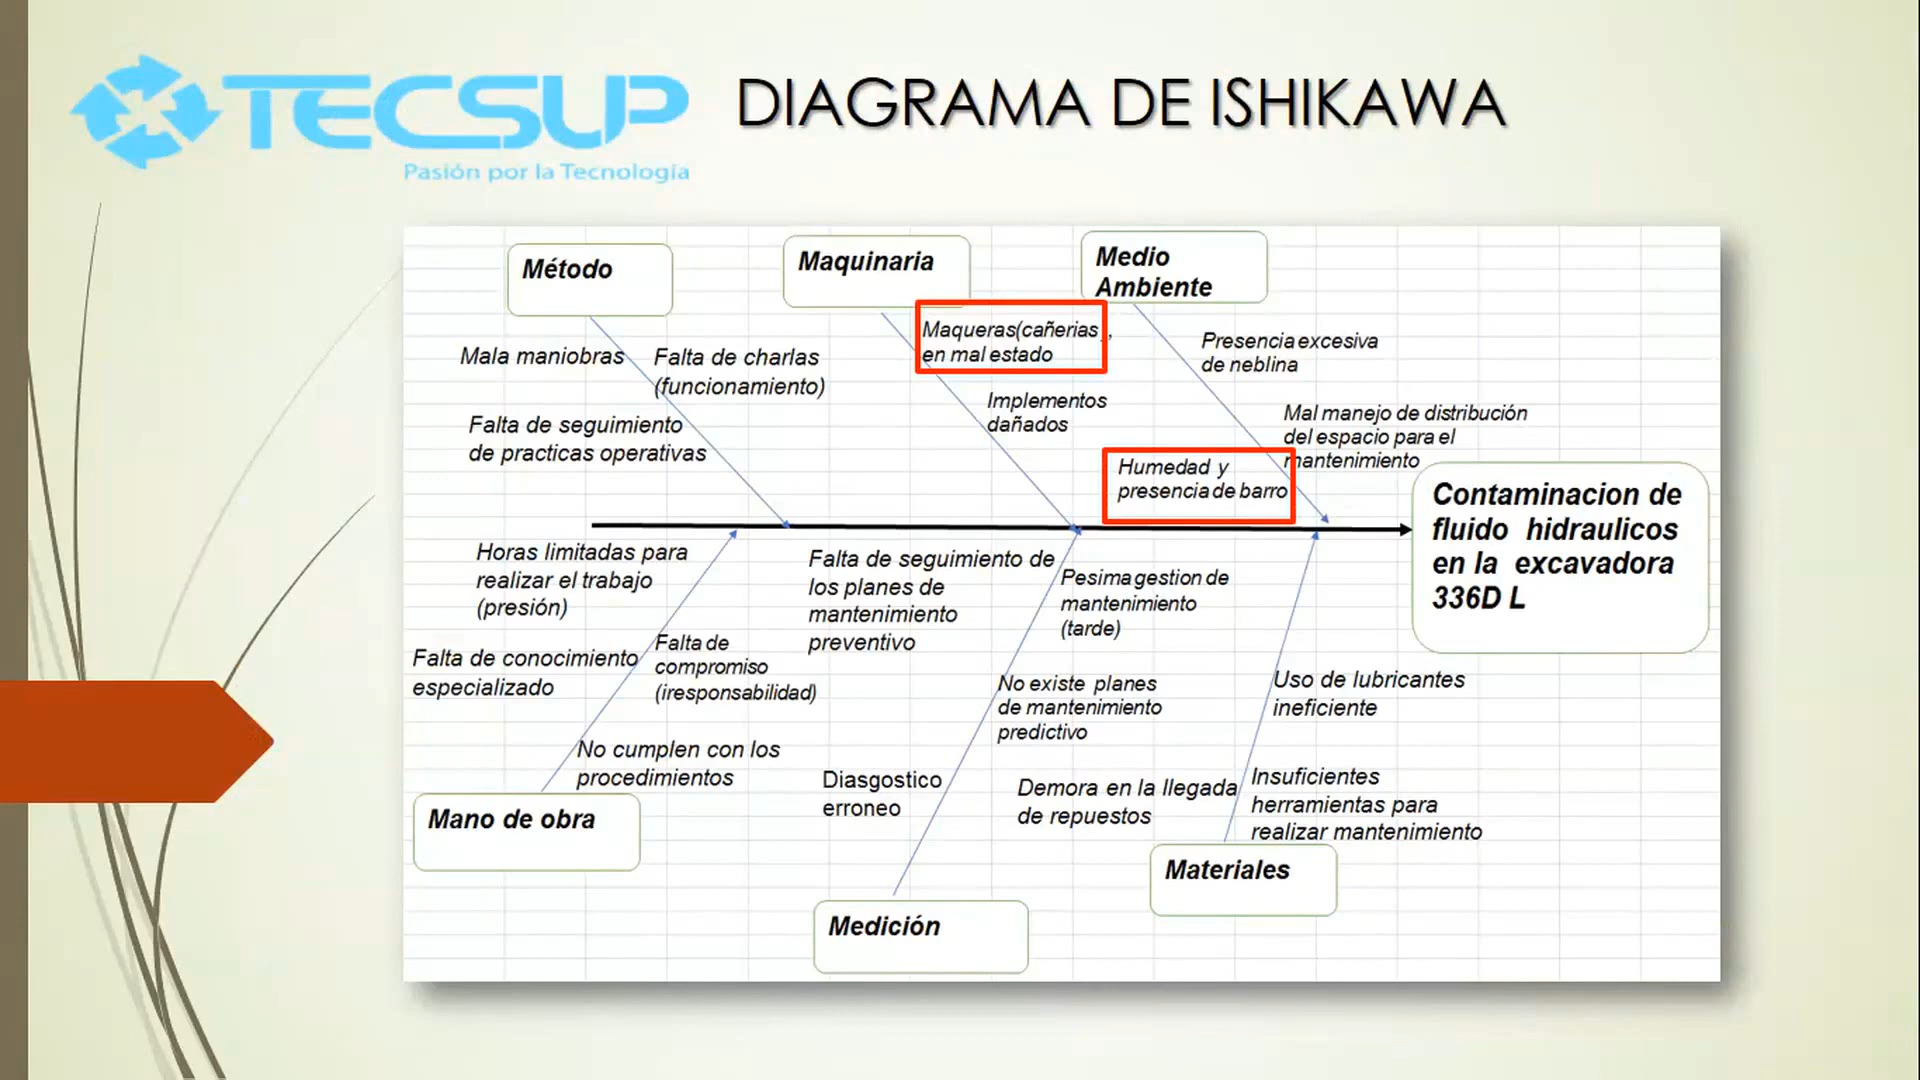 TECSUP
Pasión por la Tecnología
DIAGRAMA DE ISHIKAWA
Método
Maquinaria
Medio
Ambiente
Mala maniobras
Falta de charlas
(funcionamiento)
Falta de seguimiento
de practicas operativas
Maqueras(cañerias),
en mal estado
Implementos
dañados
Presencia excesiva
de neblina
Mal manejo de distribución
del espacio para el
mantenimiento
Humedad y
presencia de barro
Contaminacion de
fluido hidraulicos
en la excavadora
336D L
Horas limitadas para
realizar el trabajo
(presión)
Falta de conocimiento
especializado
Falta de
compromiso
(iresponsabilidad)
No cumplen con los
procedimientos
Mano de obra
Falta de seguimiento de
los planes de
mantenimiento
preventivo
Pesima gestion de
mantenimiento
(tarde)
No existe planes
de mantenimiento
predictivo
Diasgostico
erroneo
Medición
Demora en la llegada
de repuestos
Uso de lubricantes
ineficiente
Insuficientes
herramientas para
realizar mantenimiento
Materiales